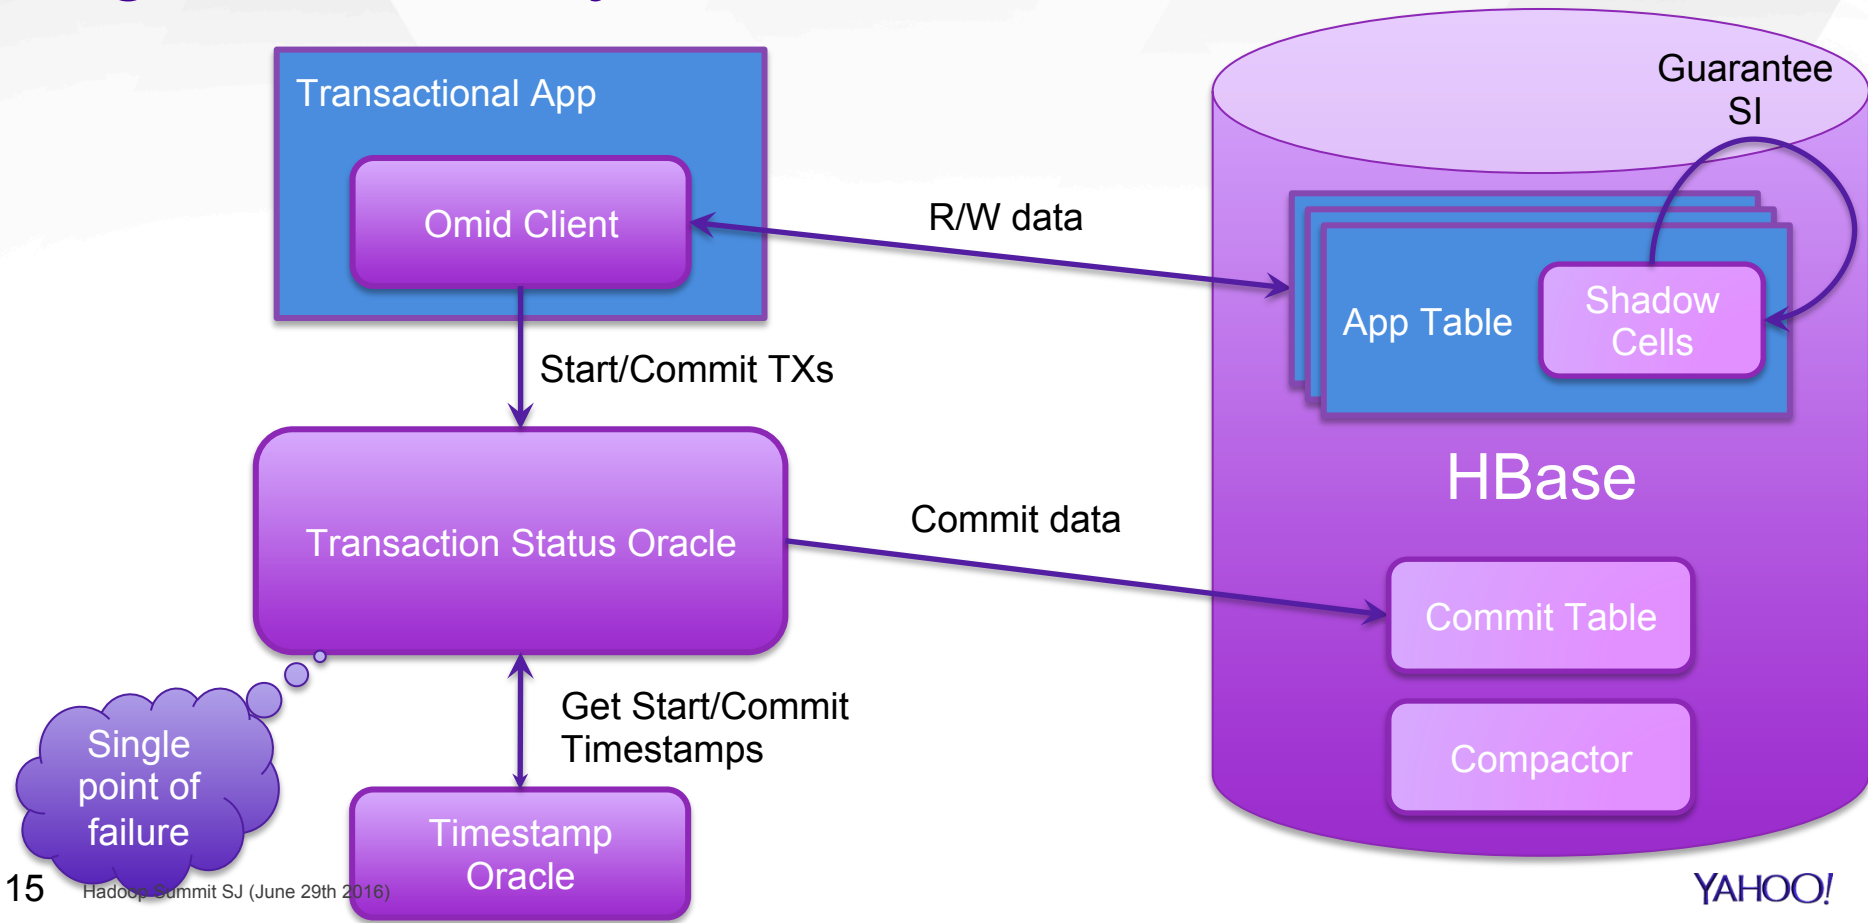 Transactional App
Omid Client
R/W data
Guarantee
SI
App Table
Shadow
Cells
Start/Commit TXs
HBase
Transaction Status Oracle
Commit data
Commit Table
Get Start/Commit
Timestamps
Compactor
Single
point of
failure
Timestamp
Oracle
15
Hadoop Summit SJ (June 29th 2016)
YAHOO!